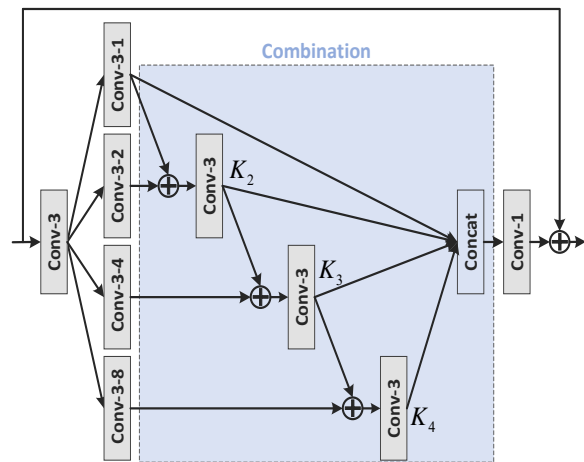 Combination
Conv-3
Conv-3-1
Conv-3-2
Conv-3-4
Conv-3-8
Conv-3
K2
Conv-3
K3
Conv-3
K4
Concat
Conv-1